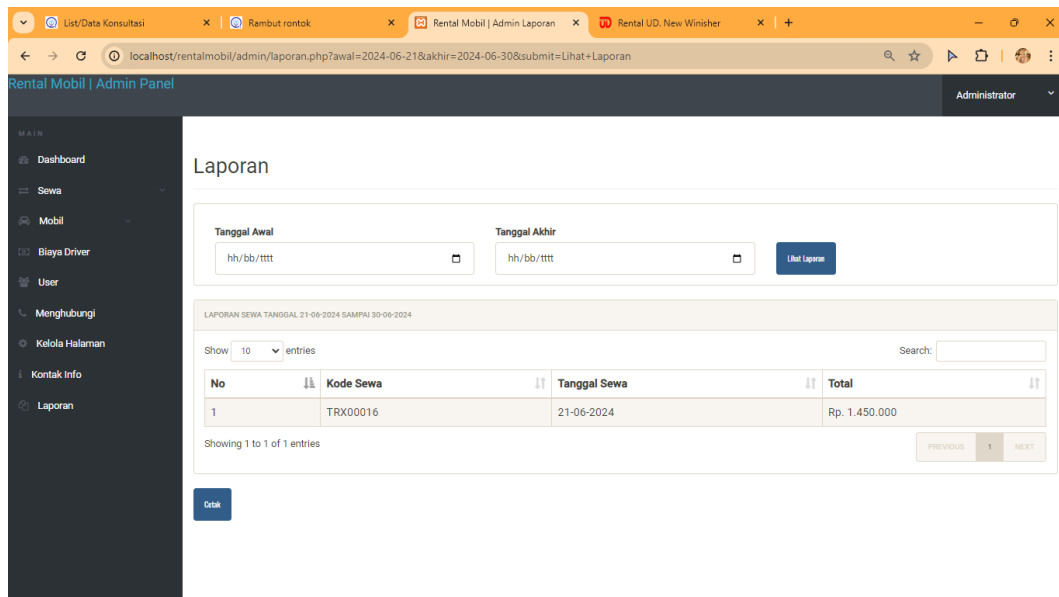 List/Data Konsultasi
Rambut rontok
Rental Mobil | Admin Laporan
Rental UD. New Winisher
localhost/rentalmobil/admin/laporan.php?awal=2024-06-21&akhir=2024-06-30&submit=Lihat+Laporan
Rental Mobil | Admin Panel
Administrator
MAIN
Dashboard
Sewa
Mobil
Biaya Driver
User
Menghubungi
Kelola Halaman
Kontak Info
Laporan
Laporan
Tanggal Awal Tanggal Akhir
hh/bb/tttt hh/bb/tttt Lihat Laporan
LAPORAN SEWA TANGGAL 21-06-2024 SAMPAI 30-06-2024
Show 10 entries Search:
No Kode Sewa Tanggal Sewa Total
1 TRX00016 21-06-2024 Rp. 1.450.000
Showing 1 to 1 of 1 entries PREVIOUS 1 NEXT
Cetak